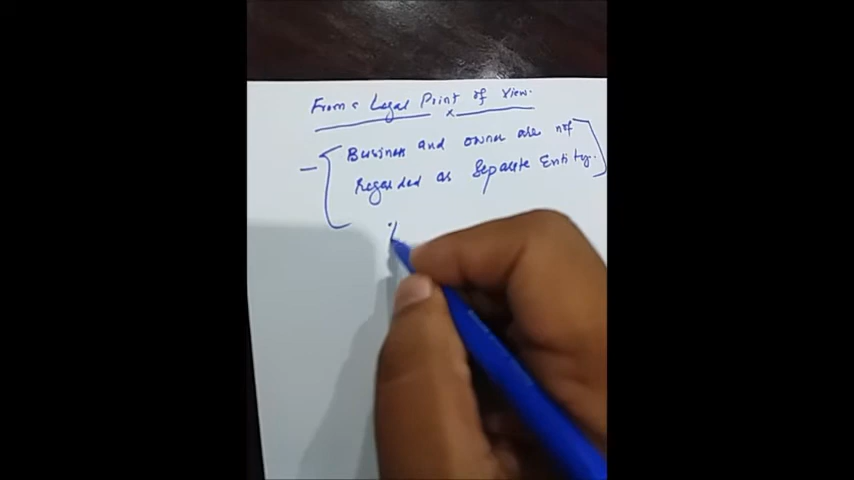 From a Legal Point of view.
x
Business and owner are not
Regarded as Separate Entity.